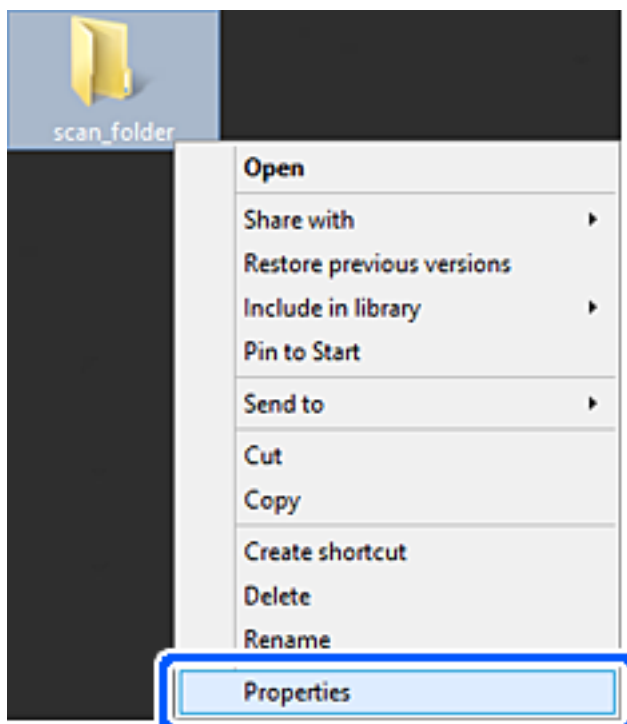 scan_folder
Open
Share with
Restore previous versions
Include in library
Pin to Start
Send to
Cut
Copy
Create shortcut
Delete
Rename
Properties